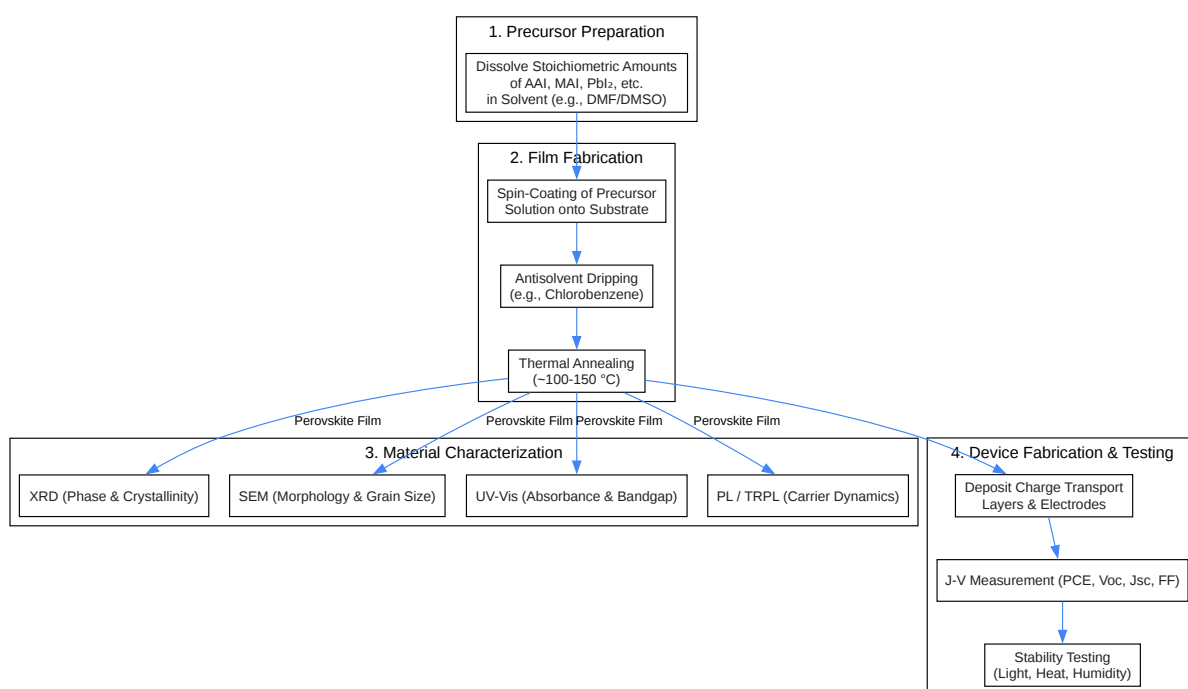 1. Precursor Preparation
Dissolve Stoichiometric Amounts
of AAI, MAI, PbI₂, etc.
in Solvent (e.g., DMF/DMSO)
2. Film Fabrication
Spin-Coating of Precursor
Solution onto Substrate
Antisolvent Dripping
(e.g., Chlorobenzene)
Thermal Annealing
(~100-150 °C)
Perovskite Film
Perovskite Film
Perovskite Film
Perovskite Film
3. Material Characterization
XRD (Phase & Crystallinity)
SEM (Morphology & Grain Size)
UV-Vis (Absorbance & Bandgap)
PL / TRPL (Carrier Dynamics)
4. Device Fabrication & Testing
Deposit Charge Transport
Layers & Electrodes
J-V Measurement (PCE, Voc, Jsc, FF)
Stability Testing
(Light, Heat, Humidity)